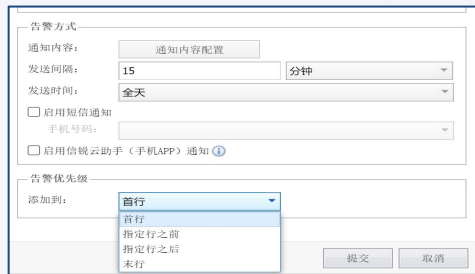 告警方式
通知内容： 通知内容配置
发送间隔： 15 分钟
发送时间： 全天
启用短信通知
手机号码：
启用信锐云助手（手机APP）通知
告警优先级
添加到： 首行
首行
指定行之前
指定行之后
末行
提交 取消